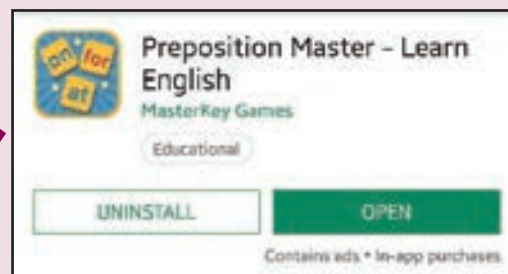 on for
at
Preposition Master - Learn
English
MasterKey Games
Educational
UNINSTALL OPEN
Contains ads • In-app purchases